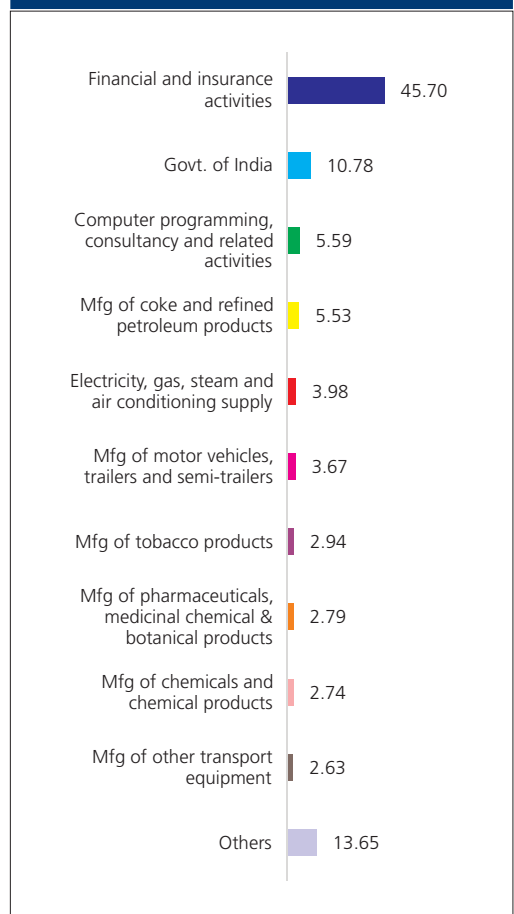 Financial and insurance
activities
45.70
Govt. of India
10.78
Computer programming,
consultancy and related
activities
5.59
Mfg of coke and refined
petroleum products
5.53
Electricity, gas, steam and
air conditioning supply
3.98
Mfg of motor vehicles,
trailers and semi-trailers
3.67
Mfg of tobacco products
2.94
Mfg of pharmaceuticals,
medicinal chemical &
botanical products
2.79
Mfg of chemicals and
chemical products
2.74
Mfg of other transport
equipment
2.63
Others
13.65